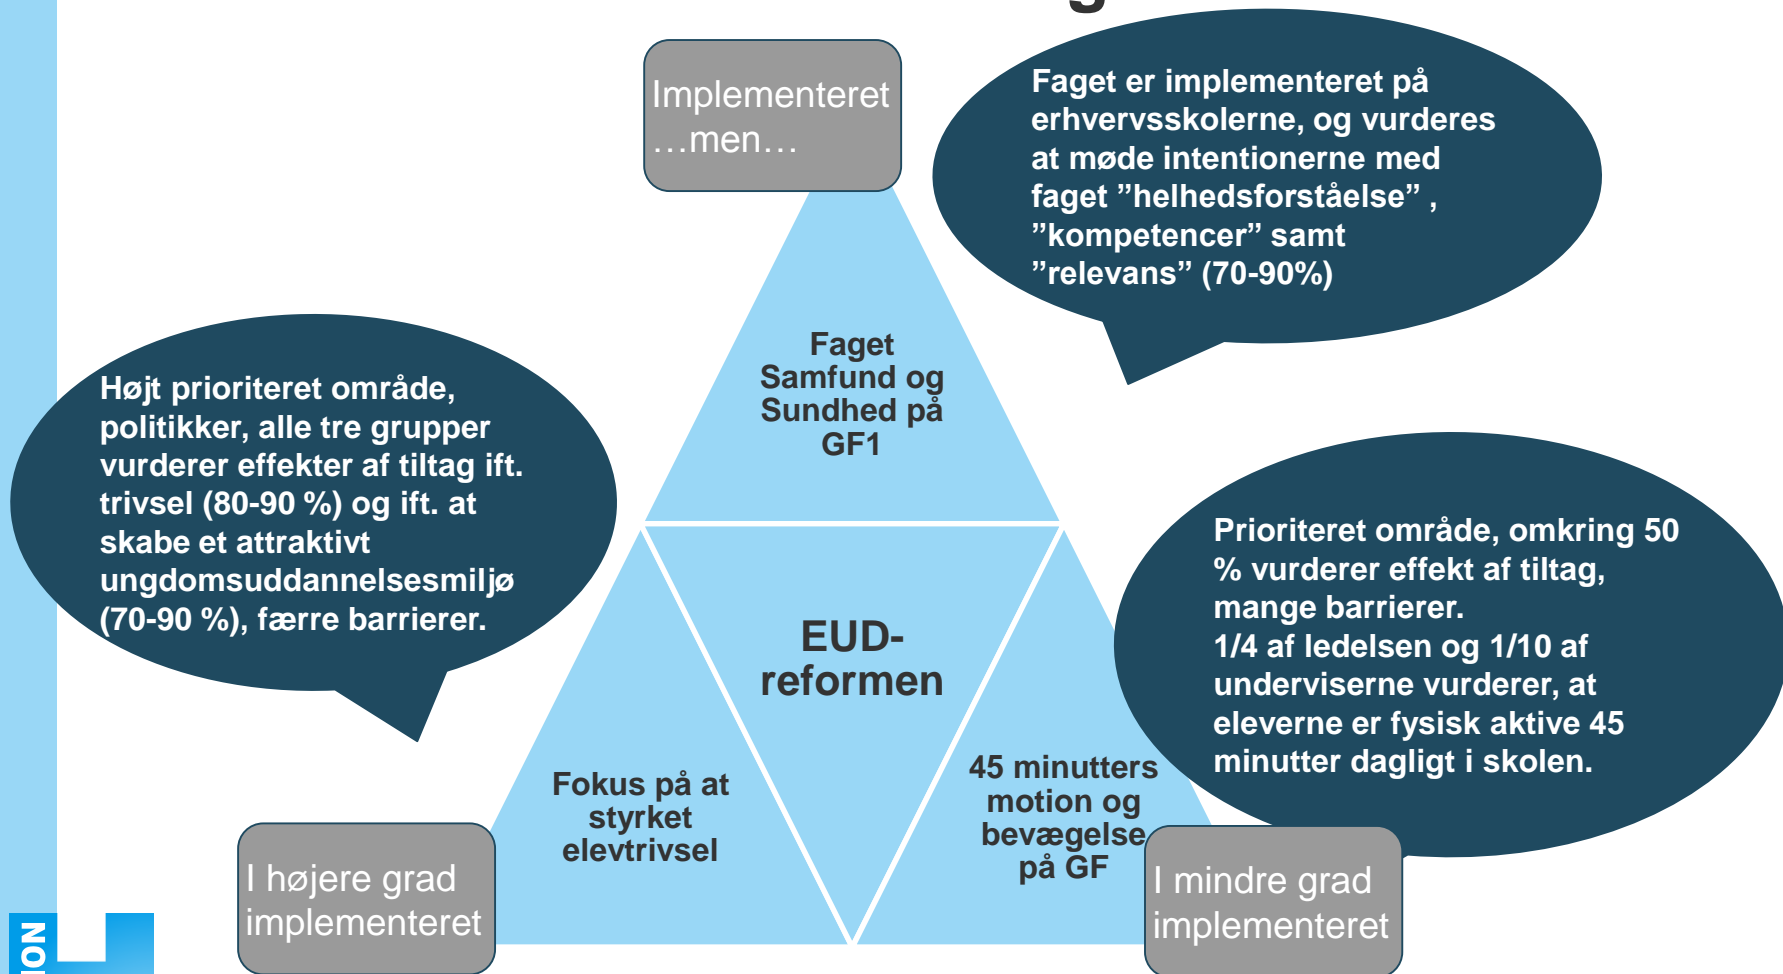 Implementeret
…men…
Faget er implementeret på
erhvervsskolerne, og vurderes
at møde intentionerne med
faget ”helhedsforståelse” ,
”kompetencer” samt
”relevans” (70-90%)
Faget
Samfund og
Sundhed på
GF1
Højt prioriteret område,
politikker, alle tre grupper
vurderer effekter af tiltag ift.
trivsel (80-90 %) og ift. at
skabe et attraktivt
ungdomsuddannelsesmiljø
(70-90 %), færre barrierer.
Prioriteret område, omkring 50
% vurderer effekt af tiltag,
mange barrierer.
1/4 af ledelsen og 1/10 af
underviserne vurderer, at
eleverne er fysisk aktive 45
minutter dagligt i skolen.
EUD-
reformen
Fokus på at
styrket
elevtrivsel
45 minutters
motion og
bevægelse
på GF
I højere grad
implementeret
I mindre grad
implementeret